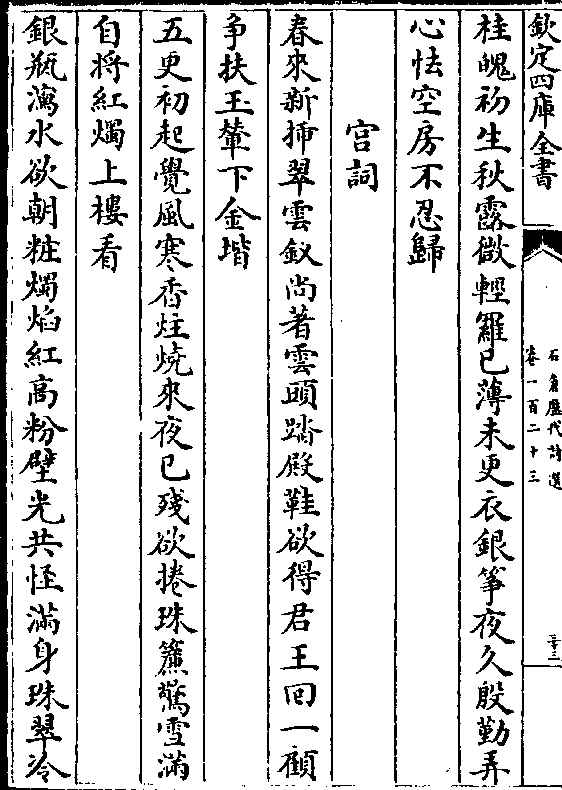 欽定四庫全書
石倉歷代詩選
卷一百二十三
三十三
桂魄初生秋露微輕羅已薄未更衣銀箏夜久殷勤弄
心怯空房不忍歸
宫詞
春來新揷翠雲釵尚著雲頭踏殿鞋欲得君王回一顧
争扶玉輦下金堦
五更初起覺風寒香炷燒來夜已殘欲捲珠簾驚雪滿
自将紅燭上樓看
銀瓶瀉水欲朝粧燭焰紅高粉壁光共怪滿身珠翠冷